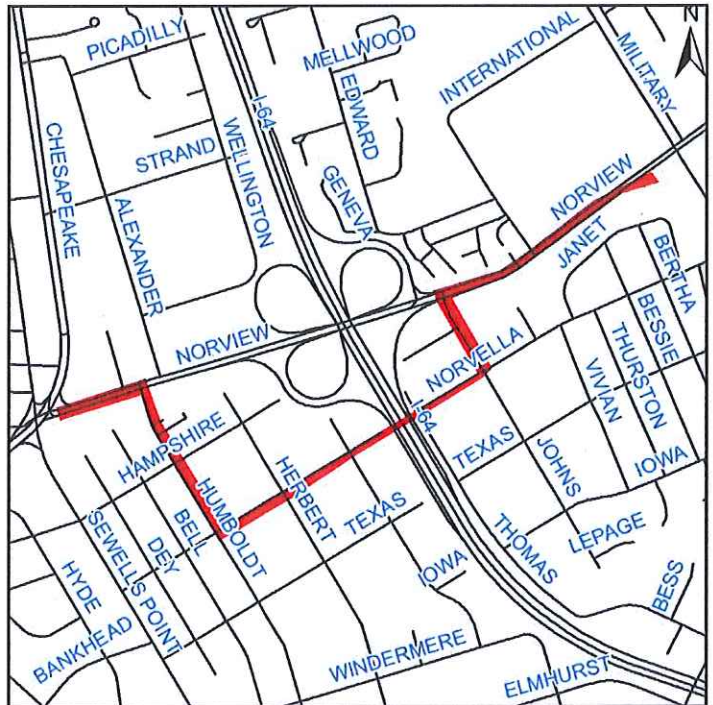 PICADILLY
MELLWOOD
INTERNATIONAL
MILITARY
N
I-64
EDWARD
CHESAPEAKE
STRAND
WELLINGTON
GENEVA
ALEXANDER
NORVIEW
JANET
BERTHA
BESSIE
THURSTON
VIVIAN
NORVIEW
NORVELLA
I-64
HAMPSHIRE
HUMBOLDT
HERBERT
TEXAS
TEXAS
JOHNS
IOWA
SEWELLS POINT
DEY
BELL
HYDE
BANKHEAD
IOWA
THOMAS
LEPAGE
BESS
WINDERMERE
ELMHURST